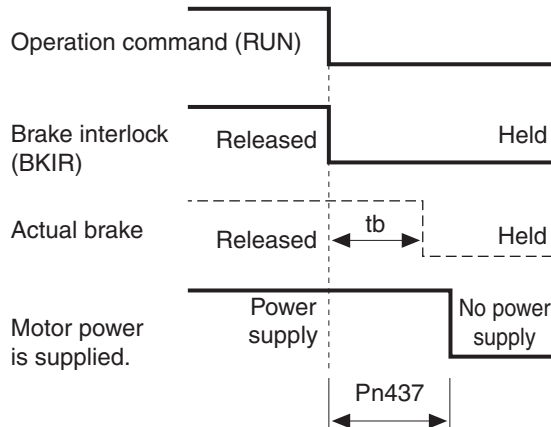 Operation command (RUN)
Brake interlock
(BKIR)
Released
Held
Actual brake
Released
tb
Held
Motor power
is supplied.
Power
supply
No power
supply
Pn437